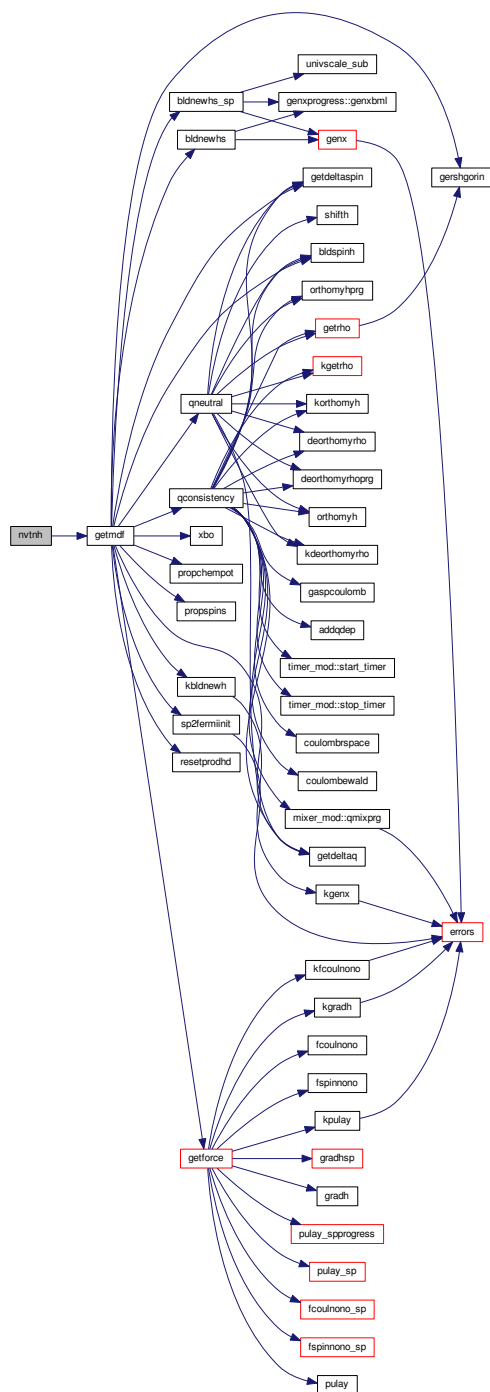 univscale_sub
bldnewhs_sp
genxprogress::genxbml
bldnewhs
genx
gershgorin
getdeltaspin
shifth
bldspinh
orthomyhprg
getrho
kgetrho
qneutral
korthomyh
deorthomyrho
deorthomyrhoprg
qconsistency
orthomyh
nvtnh
getmdf
xbo
kdeorthomyrho
propchempot
gaspcoulomb
propspins
addqdep
timer_mod::start_timer
kbldnewh
timer_mod::stop_timer
sp2fermiinit
coulombrspace
resetprodhd
coulombewald
mixer_mod::qmixprg
getdeltaq
kgenx
errors
kfcoulnono
kgradh
fcoulnono
fspinnono
kpulay
getforce
gradhsp
gradh
pulay_spprogress
pulay_sp
fcoulnono_sp
fspinnono_sp
pulay